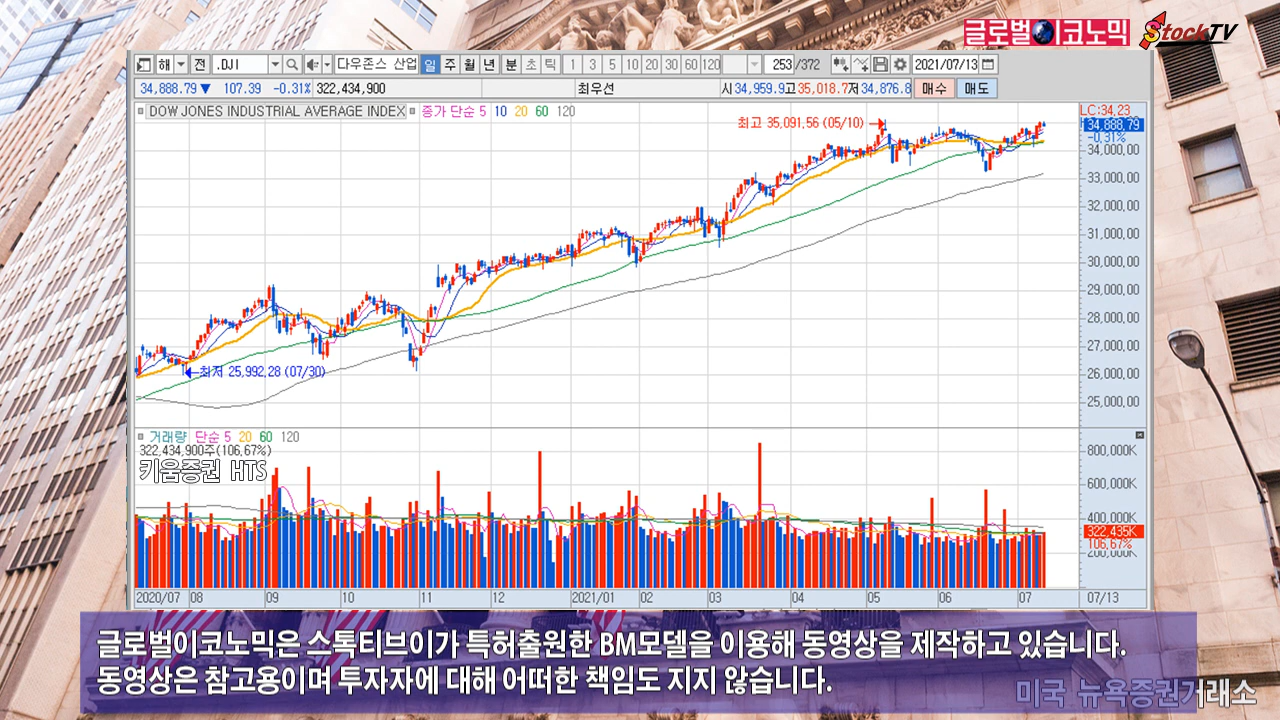 글로벌이코노믹 StockTV
해 전 .DJI 다우존스 산업 일 주 월 년 분 초 틱 1 3 5 10 20 30 60 120 253 /372 2021/07/13
34,888.79 ▼ 107.39 -0.31% 322,434,900 최우선 시 34,959.9 고 35,018.7 저 34,876.8 매수 매도
DOW JONES INDUSTRIAL AVERAGE INDEX 종가 단순 5 10 20 60 120
LC:34.23
최고 35,091.56 (05/10)
34,888.79
-0.31%
34,000.00
33,000.00
32,000.00
31,000.00
30,000.00
29,000.00
28,000.00
27,000.00
최저 25,992.28 (07/30)
26,000.00
25,000.00
거래량 단순 5 20 60 120
322,434,900주(106.67%)
키움증권 HTS
800,000K
600,000K
400,000K
322,435K
106.67%
200,000K
2020/07 08 09 10 11 12 2021/01 02 03 04 05 06 07 07/13
글로벌이코노믹은 스톡티브이가 특허출원한 BM모델을 이용해 동영상을 제작하고 있습니다.
동영상은 참고용이며 투자자에 대해 어떠한 책임도 지지 않습니다.
미국 뉴욕증권거래소